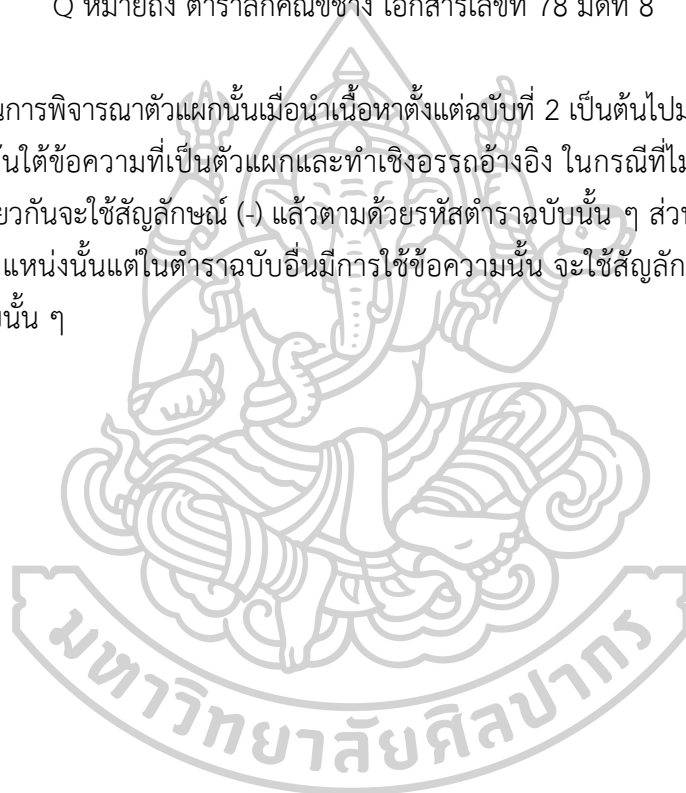 Q หมายถึง ตำราลักคณขี่ช้าง เอกสารเลขที่ 78 มัดที่ 8
นการพิจารณาตัวแผกนั้นเมื่อนำเนื้อหาตั้งแต่ฉบับที่ 2 เป็นต้นไปม
ใต้ข้อความที่เป็นตัวแผกและทำเชิงอรรถอ้างอิง ในกรณีที่ไม
ยวกันจะใช้สัญลักษณ์ (-) แล้วตามด้วยรหัสตำราฉบับนั้น ๆ ส่วน
แหน่งนั้นแต่ในตำราฉบับอื่นมีการใช้ข้อความนั้น จะใช้สัญลัก
นั้น ๆ
มหาวิทยาลัยศิลปากร